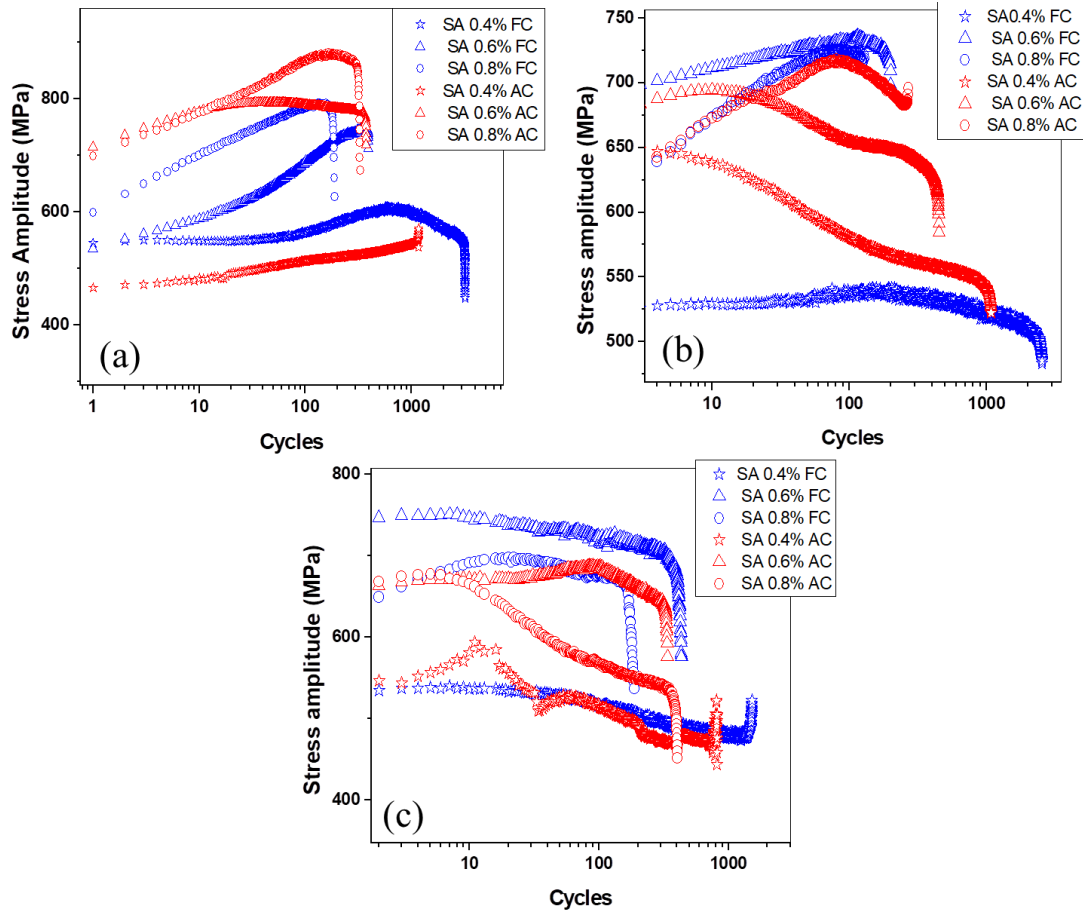 SA 0.4% FC
SA 0.6% FC
SA 0.8% FC
SA 0.4% AC
SA 0.6% AC
SA 0.8% AC
Stress Amplitude (MPa)
800
600
400
(a)
1
10
100
1000
Cycles
SA0.4% FC
SA 0.6% FC
SA 0.8% FC
SA 0.4% AC
SA 0.6% AC
SA 0.8% AC
Stress amplitude (MPa)
750
700
650
600
550
500
(b)
10
100
1000
Cycles
SA 0.4% FC
SA 0.6% FC
SA 0.8% FC
SA 0.4% AC
SA 0.6% AC
SA 0.8% AC
Stress amplitude (MPa)
800
600
400
(c)
10
100
1000
Cycles